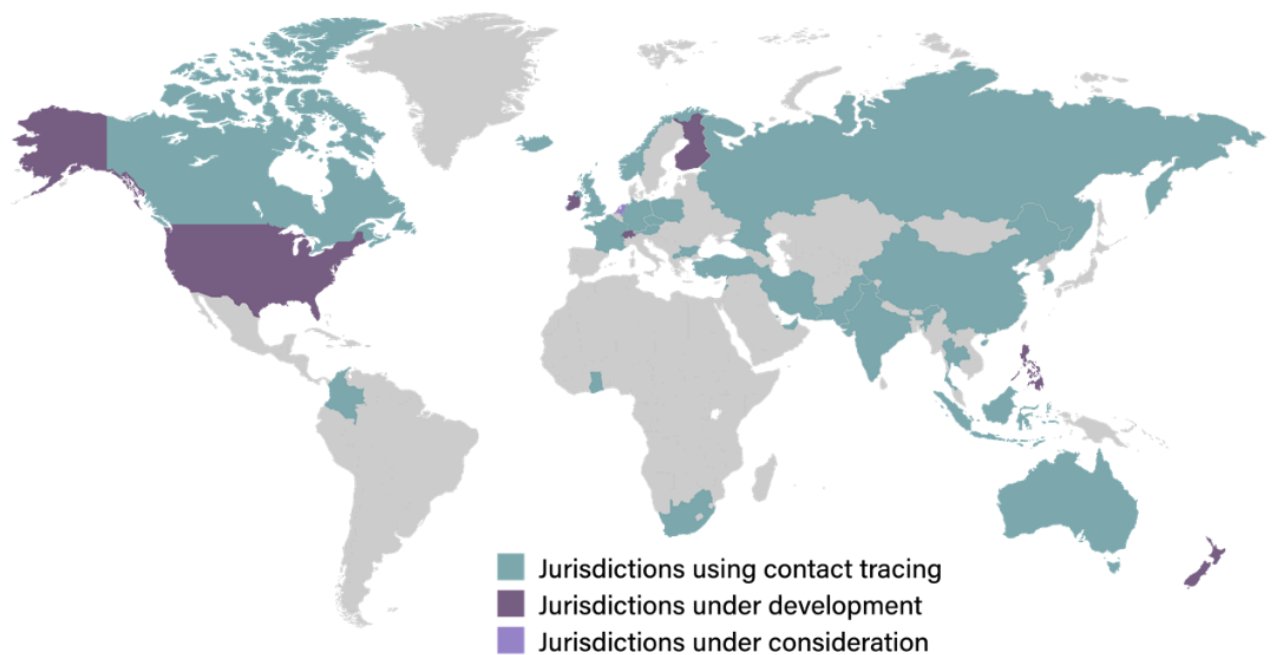 Jurisdictions using contact tracing
Jurisdictions under development
Jurisdictions under consideration